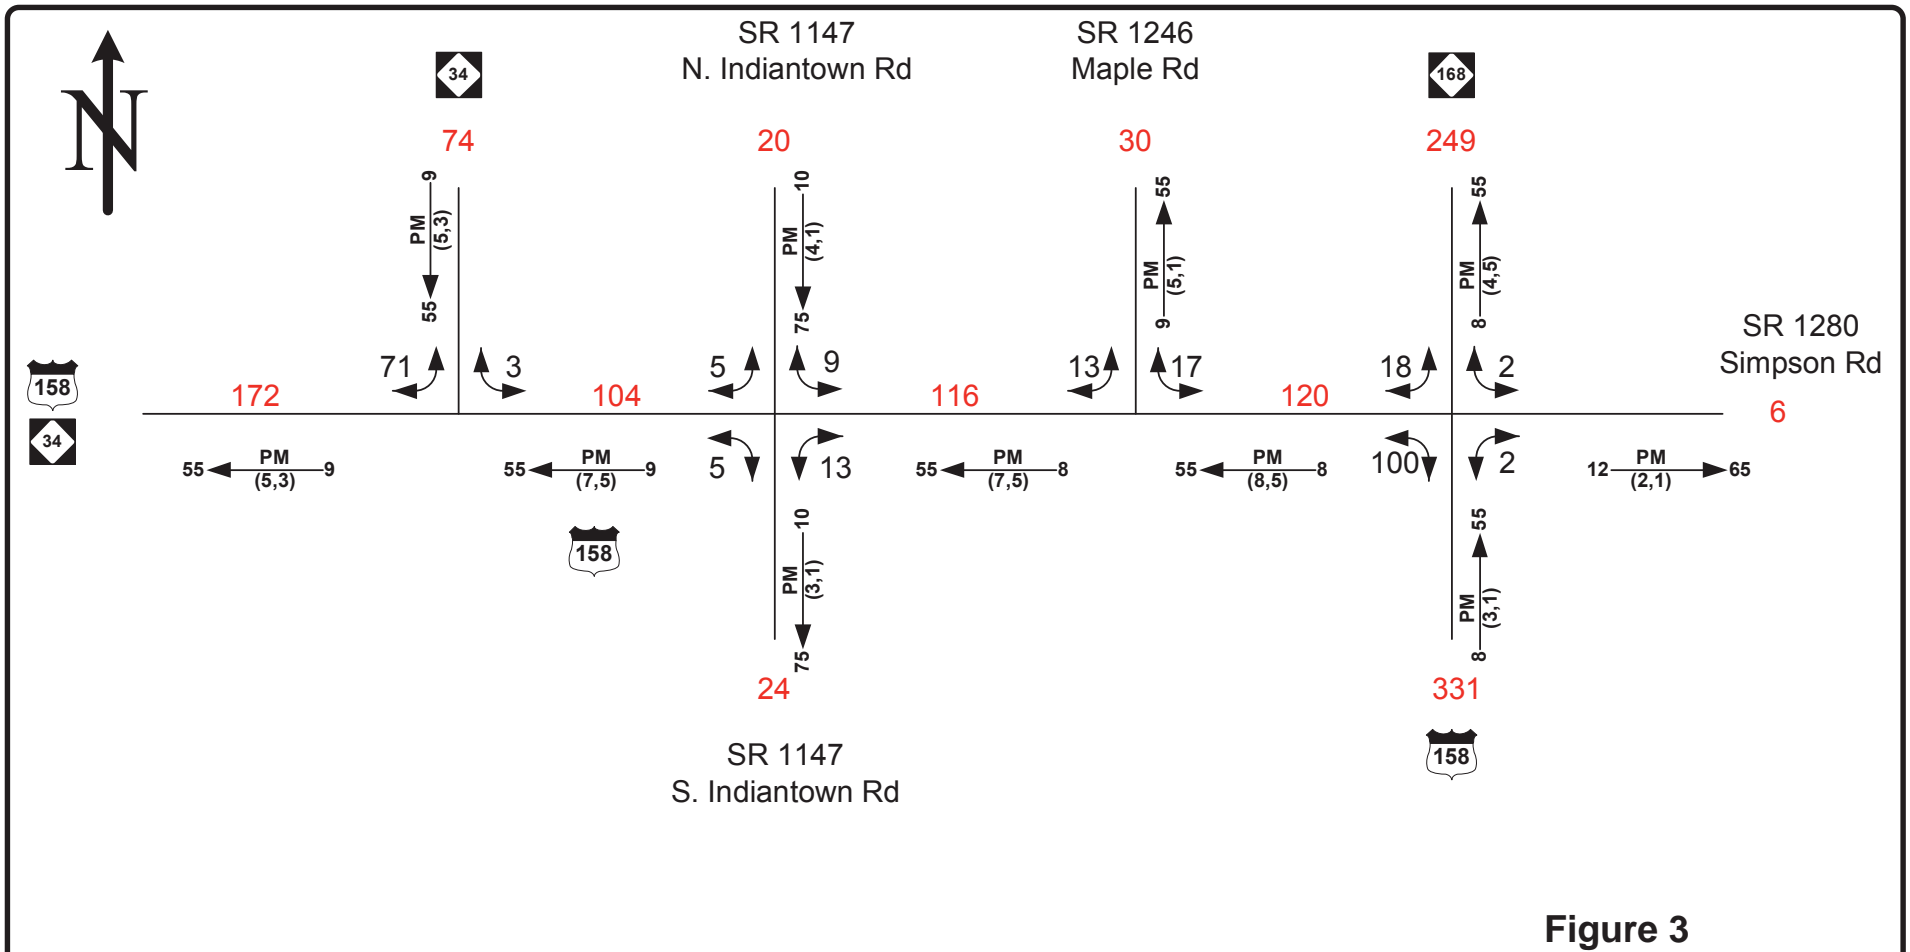 SR 1147
N. Indiantown Rd
SR 1246
Maple Rd
34
168
N
74
20
30
249
9
PM
(5,3)
55
10
PM
(4,1)
75
55
PM
(5,1)
9
55
PM
(4,5)
8
SR 1280
Simpson Rd
158
34
172
71
3
104
5
9
116
13
17
120
18
2
6
55 PM 9
(5,3)
55 PM 9
(7,5)
5
13
55 PM 8
(7,5)
55 PM 8
(8,5)
100
2
12 PM 65
(2,1)
158
10
PM
(3,1)
75
55
PM
(3,1)
8
24
331
SR 1147
S. Indiantown Rd
158
Figure 3